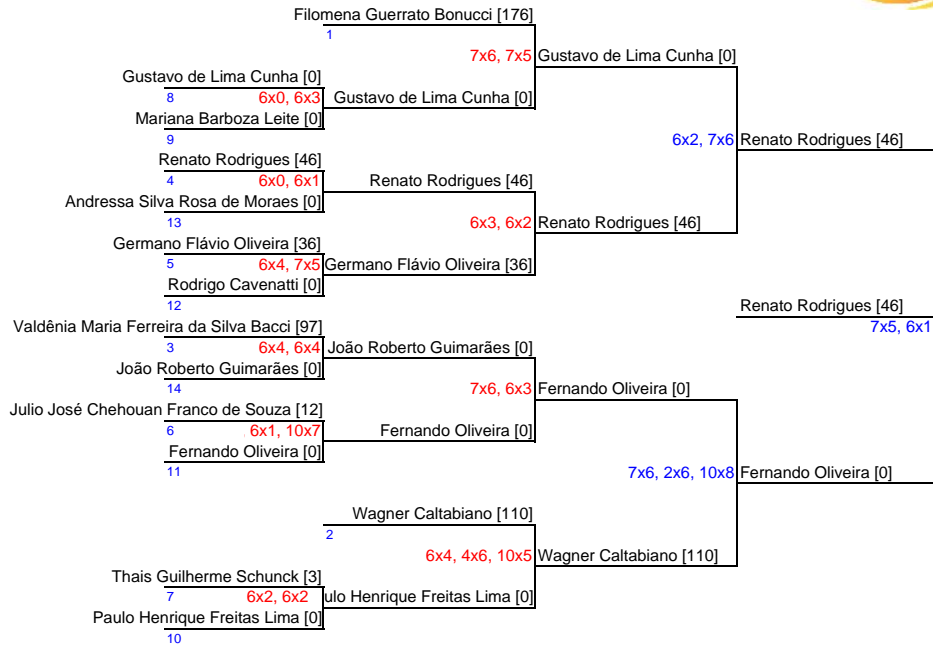 Filomena Guerrato Bonucci [176]
1
7x6, 7x5 Gustavo de Lima Cunha [0]
Gustavo de Lima Cunha [0]
8 6x0, 6x3 Gustavo de Lima Cunha [0]
Mariana Barboza Leite [0]
9 6x2, 7x6 Renato Rodrigues [46]
Renato Rodrigues [46]
4 6x0, 6x1 Renato Rodrigues [46]
Andressa Silva Rosa de Moraes [0]
13 6x3, 6x2 Renato Rodrigues [46]
Germano Flávio Oliveira [36]
5 6x4, 7x5 Germano Flávio Oliveira [36]
Rodrigo Cavenatti [0]
12 Renato Rodrigues [46]
Valdênia Maria Ferreira da Silva Bacci [97] 7x5, 6x1
3 6x4, 6x4 João Roberto Guimarães [0]
João Roberto Guimarães [0]
14 7x6, 6x3 Fernando Oliveira [0]
Julio José Chehouan Franco de Souza [12]
6 6x1, 10x7 Fernando Oliveira [0]
Fernando Oliveira [0]
11 7x6, 2x6, 10x8 Fernando Oliveira [0]
Wagner Caltabiano [110]
2
6x4, 4x6, 10x5 Wagner Caltabiano [110]
Thais Guilherme Schunck [3]
7 6x2, 6x2 ulo Henrique Freitas Lima [0]
Paulo Henrique Freitas Lima [0]
10